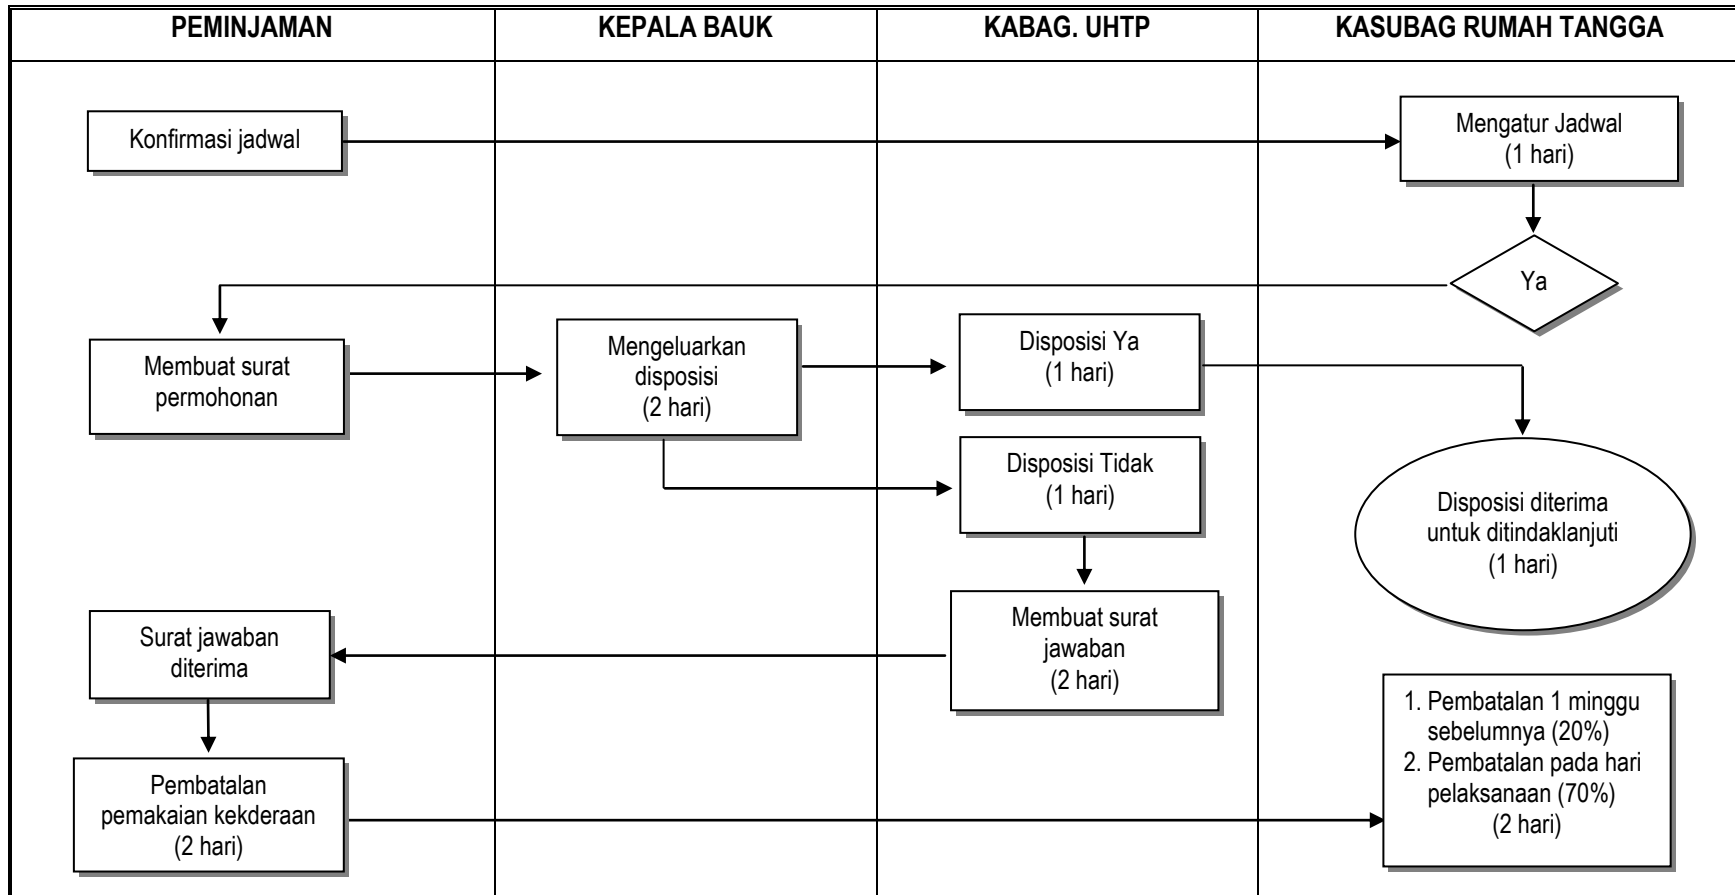 PEMINJAMAN
KEPALA BAUK
KABAG. UHTP
KASUBAG RUMAH TANGGA
Konfirmasi jadwal
Mengatur Jadwal
(1 hari)
Ya
Membuat surat
permohonan
Mengeluarkan
disposisi
(2 hari)
Disposisi Ya
(1 hari)
Disposisi Tidak
(1 hari)
Disposisi diterima
untuk ditindaklanjuti
(1 hari)
Surat jawaban
diterima
Membuat surat
jawaban
(2 hari)
Pembatalan
pemakaian kekderaan
(2 hari)
1. Pembatalan 1 minggu
sebelumnya (20%)
2. Pembatalan pada hari
pelaksanaan (70%)
(2 hari)